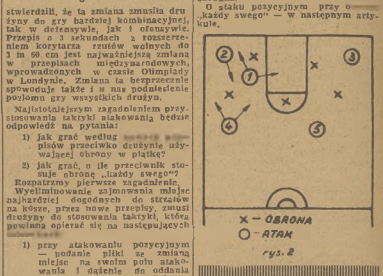 stwierdzili, że ta zmiana zmusiła dru-
żyny do gry bardziej kombinacyjnej,
tak w defensywie, jak i ofensywie.
Przepis o 3 sekundach z rozszerze-
niem korytarza rzutów wolnych do
3 m 60 cm jest najważniejszą zmianą
w przepisach międzynarodowych,
wprowadzonych w czasie Olimpiady
w Londynie. Zmiana ta bezsprzecznie
spowoduje także i u nas podniesienie
poziomu gry wszystkich drużyn.
Najistotniejszym zagadnieniem przy
stosowania taktyki atakowania będzie
odpowiedź na pytania:
1) jak grać według
pisów przeciwko drużynie uży-
wającej obrony w piątkę?
2) jak grać, o ile przeciwnik sto-
suje obronę „każdy swego"?
Rozpatrzmy pierwsze zagadnienie.
Wyeliminowanie zajmowania miejsc
najbardziej dogodnych do strzałów
na kosze, przez nowe przepisy, zmusi
drużyny do stosowania taktyki, która
powinna opierać się na następujących
1) przy atakowaniu pozycyjnym
— podanie piłki ze zmianą
miejsc na swoim polu atako-
wania i dążenie do oddania
O ataku pozycyjnym przy
„każdy swego" — w następnym arty-
kule.
2
3
1
4
5
X - OBRONA
O - ATAK
rys. 2